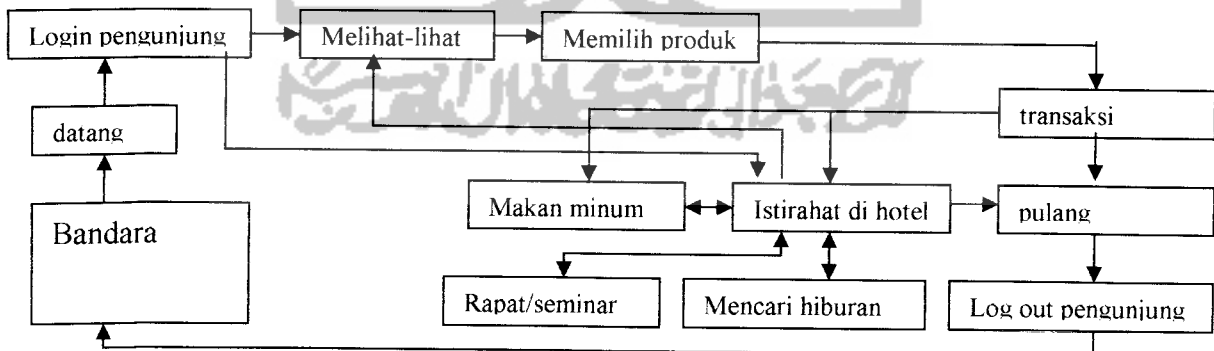 Login pengunjung
Melihat-lihat
Memilih produk
datang
transaksi
Makan minum
Istirahat di hotel
pulang
Bandara
Rapat/seminar
Mencari hiburan
Log out pengunjung